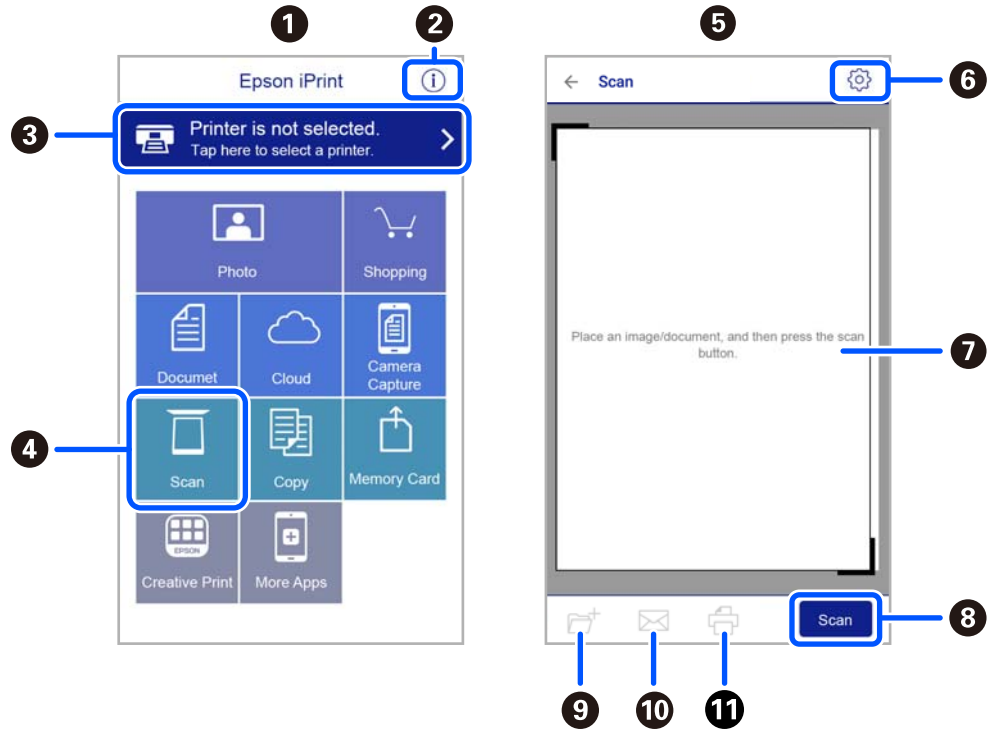 1
2
5
Epson iPrint
i
Scan
6
3
Printer is not selected.
Tap here to select a printer.
Photo
Shopping
Place an image/document, and then press the scan
button.
7
Documet
Cloud
Camera
Capture
4
Scan
Copy
Memory Card
EPSON
Creative Print
More Apps
Scan
8
9
10
11